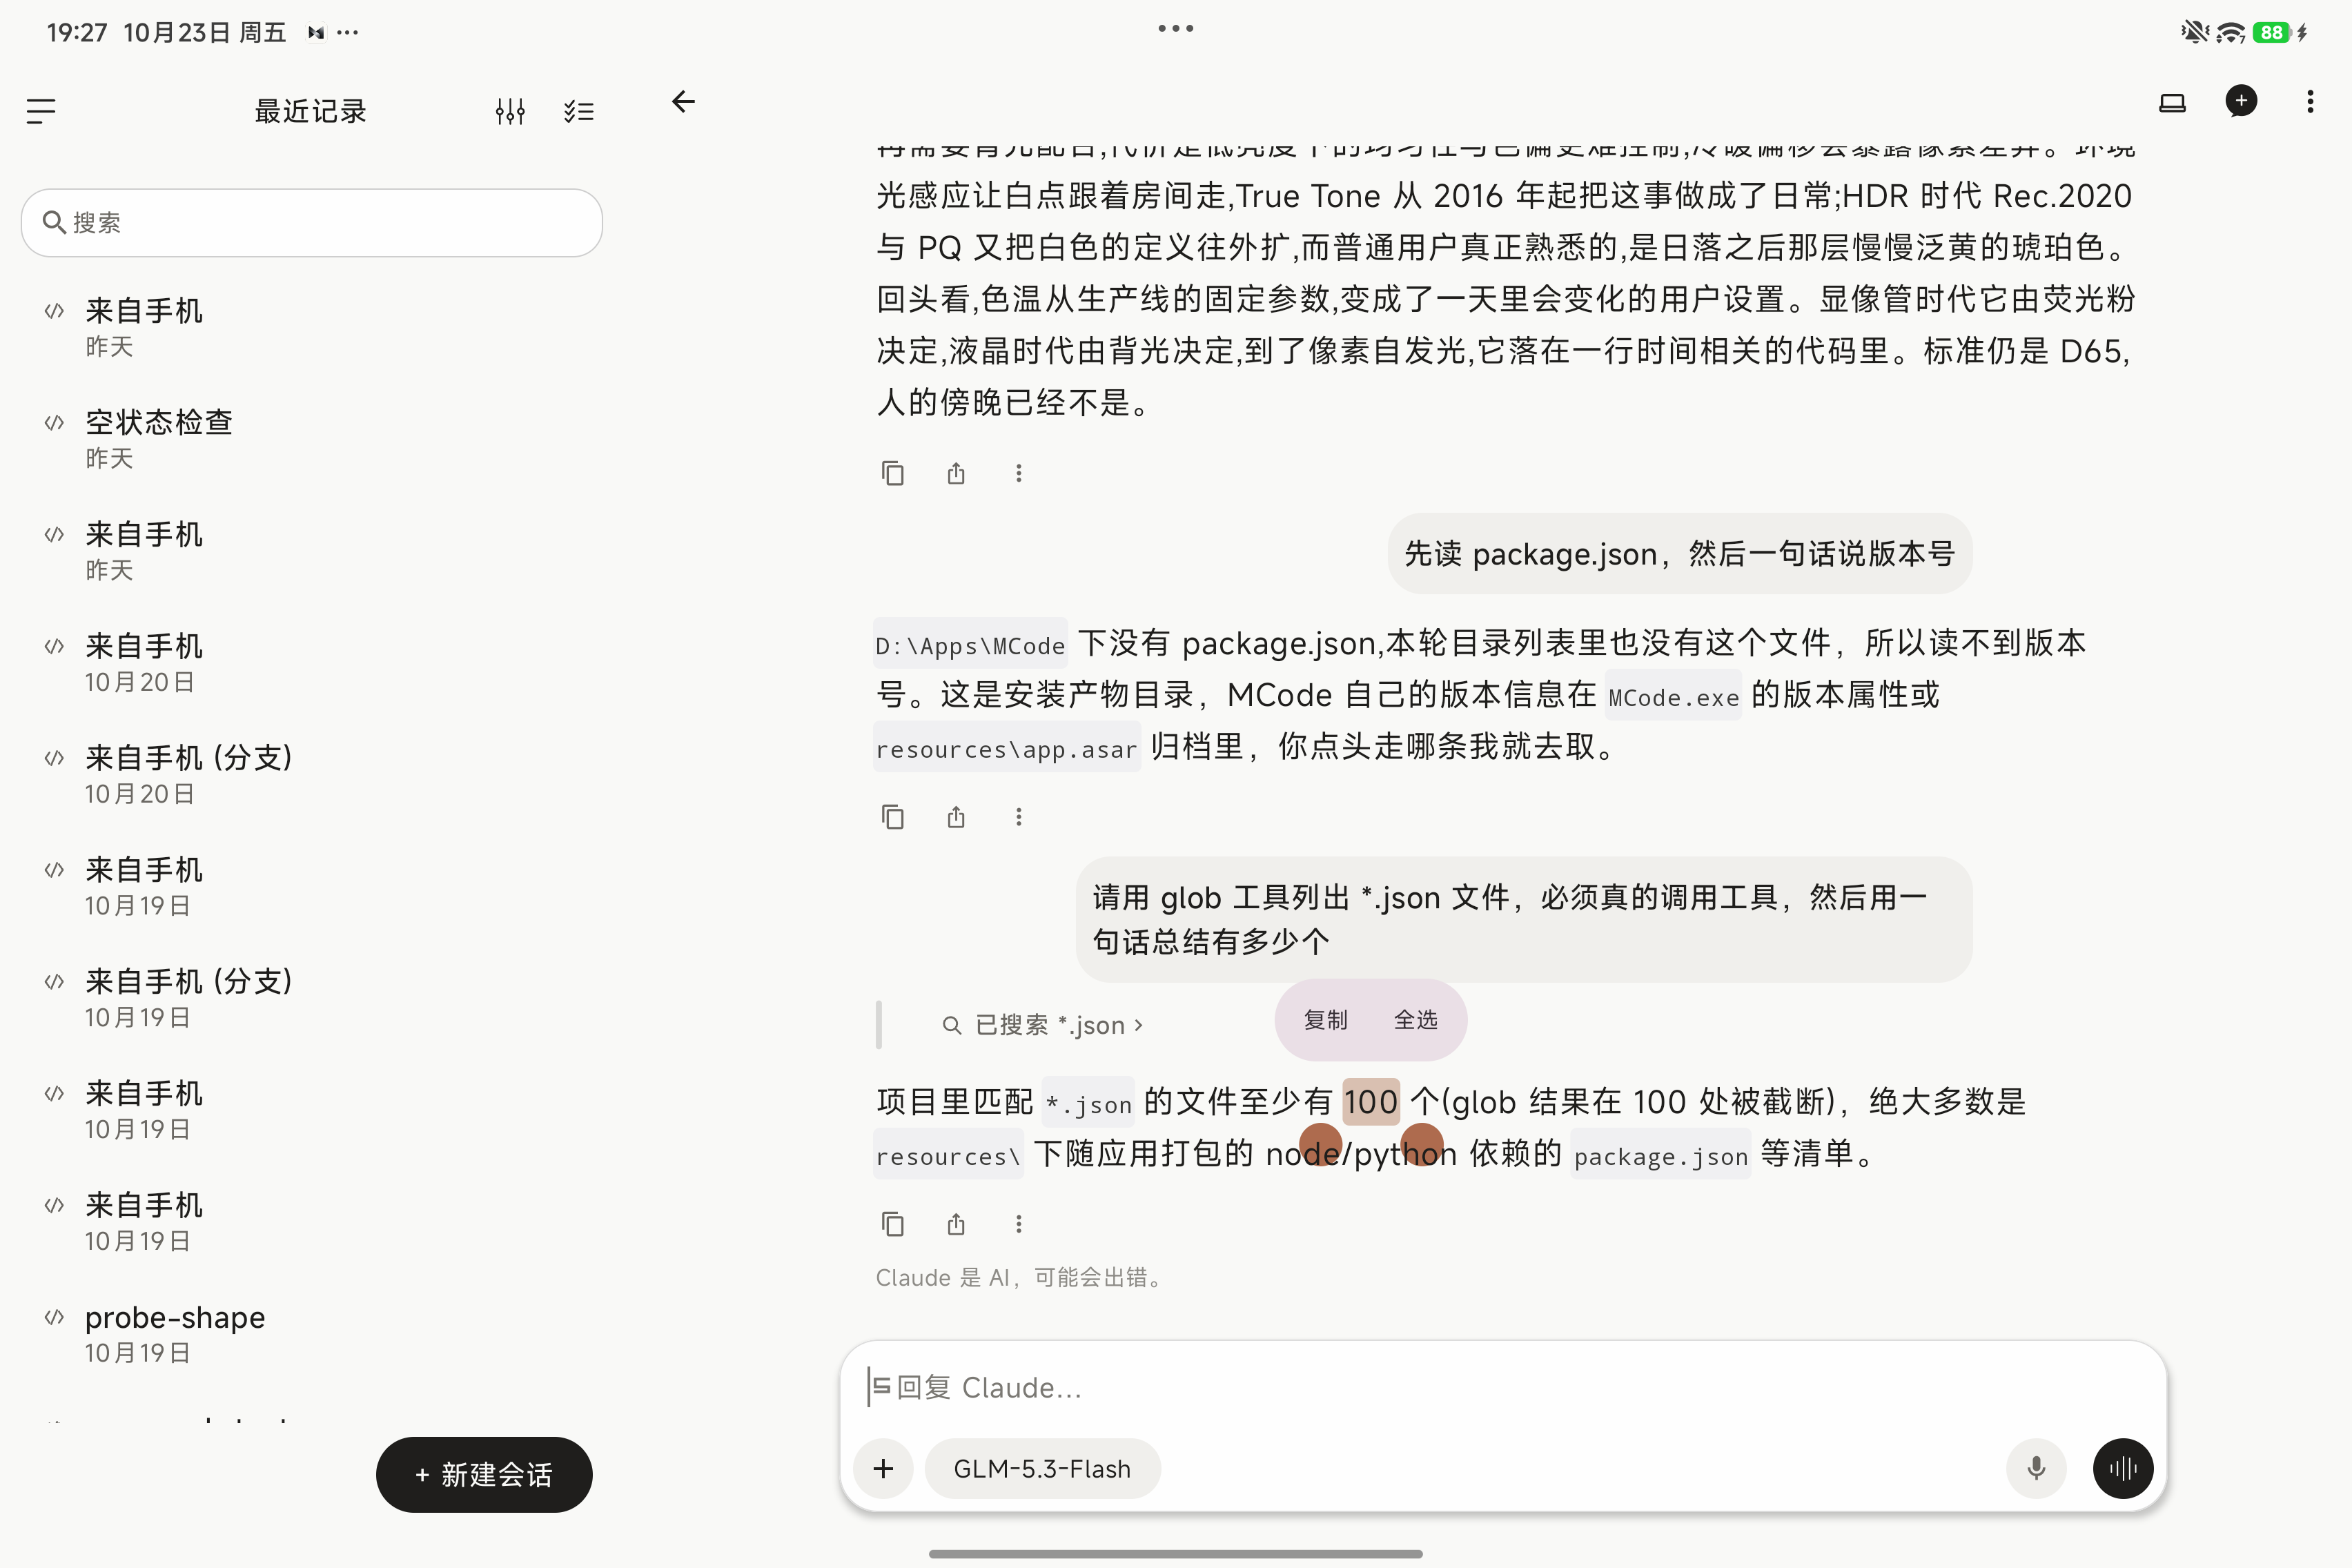 19:27 10月23日 周五
88
最近记录
搜索
来自手机
昨天
空状态检查
昨天
来自手机
昨天
来自手机
10月20日
来自手机 (分支)
10月20日
来自手机
10月19日
来自手机 (分支)
10月19日
来自手机
10月19日
来自手机
10月19日
probe-shape
10月19日
+ 新建会话
光感应让白点跟着房间走,True Tone 从 2016 年起把这事做成了日常;HDR 时代 Rec.2020
与 PQ 又把白色的定义往外扩,而普通用户真正熟悉的,是日落之后那层慢慢泛黄的琥珀色。
回头看,色温从生产线的固定参数,变成了一天里会变化的用户设置。显像管时代它由荧光粉
决定,液晶时代由背光决定,到了像素自发光,它落在一行时间相关的代码里。标准仍是 D65,
人的傍晚已经不是。
先读 package.json，然后一句话说版本号
D:\Apps\MCode 下没有 package.json,本轮目录列表里也没有这个文件，所以读不到版本
号。这是安装产物目录，MCode 自己的版本信息在 MCode.exe 的版本属性或
resources\app.asar 归档里，你点头走哪条我就去取。
请用 glob 工具列出 *.json 文件，必须真的调用工具，然后用一
句话总结有多少个
已搜索 *.json
复制 全选
项目里匹配 *.json 的文件至少有 100 个(glob 结果在 100 处被截断)，绝大多数是
resources\ 下随应用打包的 node/python 依赖的 package.json 等清单。
Claude 是 AI，可能会出错。
回复 Claude...
GLM-5.3-Flash